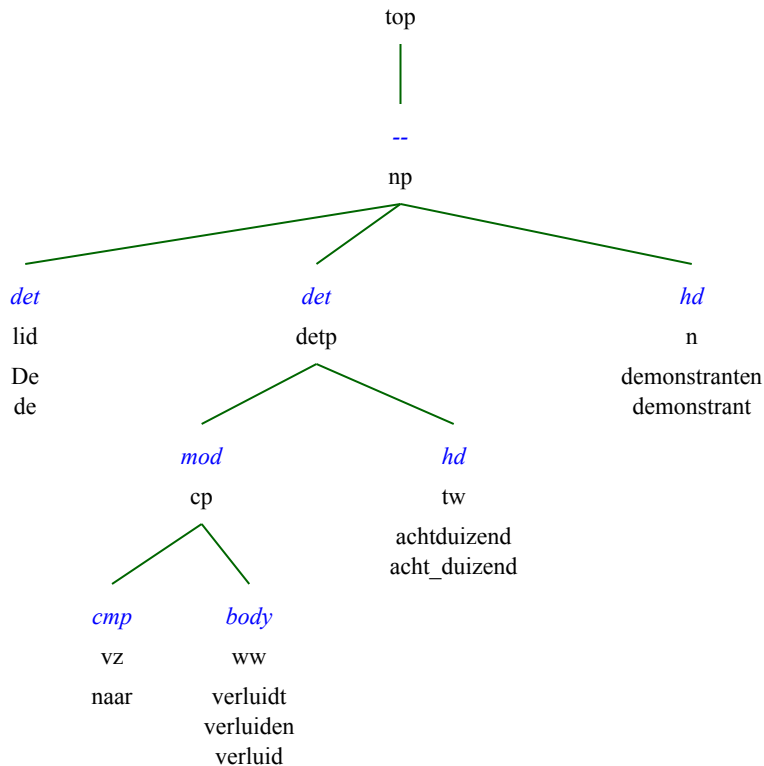 top
--
np
det det hd
lid detp n
De demonstranten
de demonstrant
mod hd
cp tw
achtduizend
acht_duizend
cmp body
vz ww
naar verluidt
verluiden
verluid